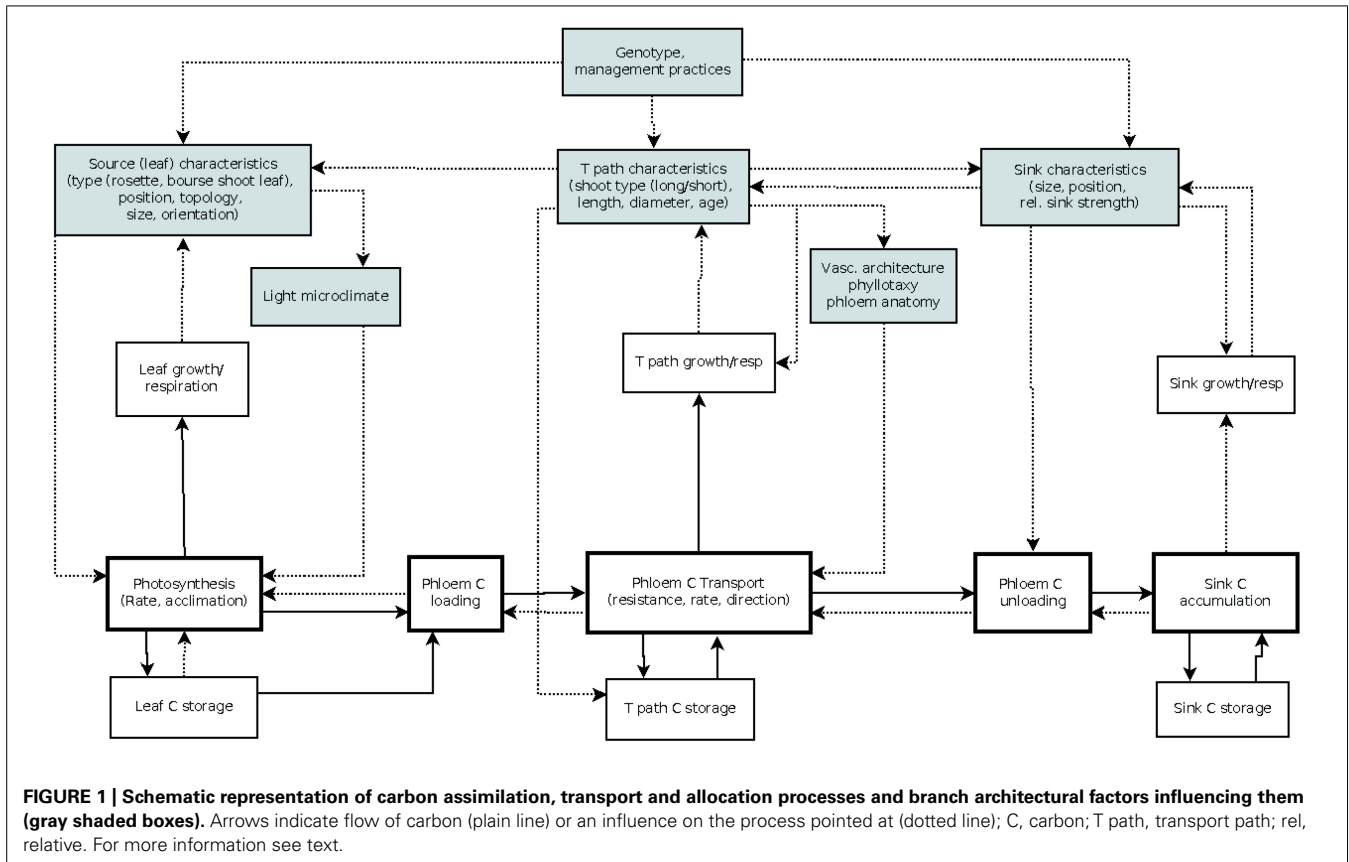 Genotype,
management practices
Source (leaf) characteristics
(type (rosette, bourse shoot leaf),
position, topology,
size, orientation)
T path characteristics
(shoot type (long/short),
length, diameter, age)
Sink characteristics
(size, position,
rel. sink strength)
Light microclimate
Vasc. architecture
phyllotaxy
phloem anatomy
Leaf growth/
respiration
T path growth/resp
Sink growth/resp
Photosynthesis
(Rate, acclimation)
Phloem C
loading
Phloem C Transport
(resistance, rate, direction)
Phloem C
unloading
Sink C
accumulation
Leaf C storage
T path C storage
Sink C storage
FIGURE 1 | Schematic representation of carbon assimilation, transport and allocation processes and branch architectural factors influencing them
(gray shaded boxes). Arrows indicate flow of carbon (plain line) or an influence on the process pointed at (dotted line); C, carbon; T path, transport path; rel,
relative. For more information see text.